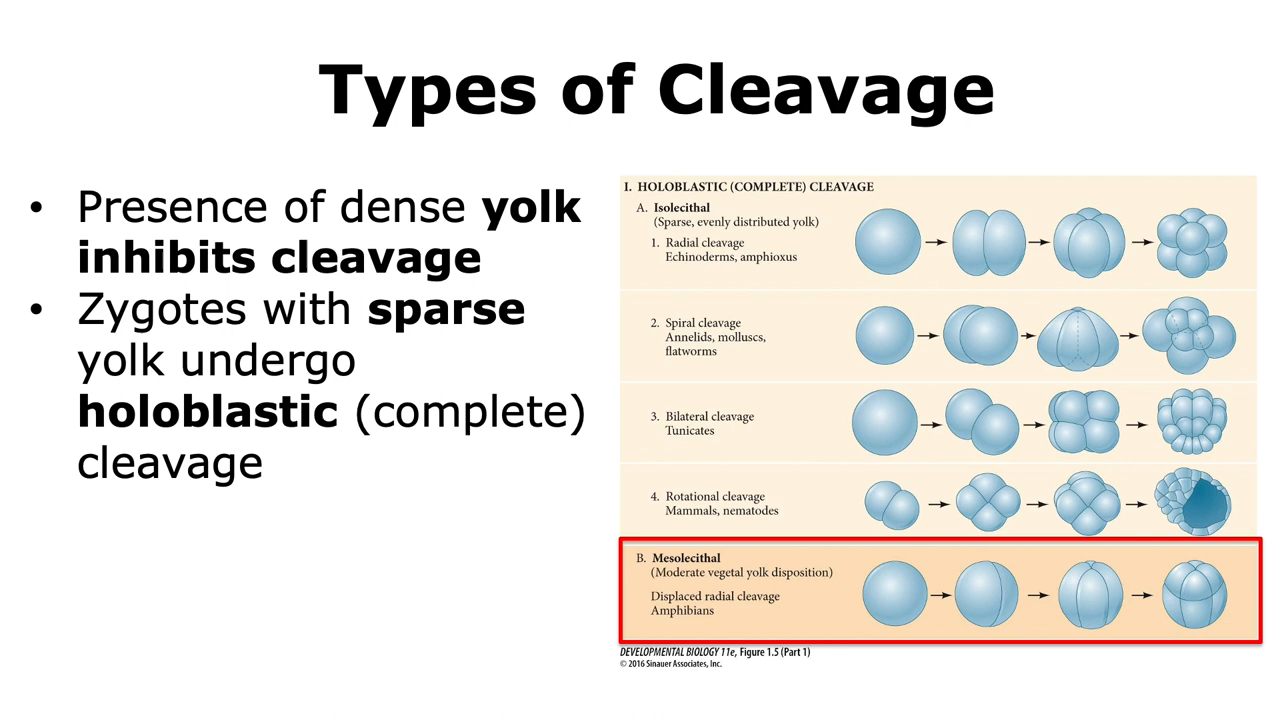 Types of Cleavage
• Presence of dense yolk
inhibits cleavage
• Zygotes with sparse
yolk undergo
holoblastic (complete)
cleavage
I. HOLOBLASTIC (COMPLETE) CLEAVAGE
A. Isolecithal
(Sparse, evenly distributed yolk)
1. Radial cleavage
Echinoderms, amphioxus
2. Spiral cleavage
Annelids, molluscs,
flatworms
3. Bilateral cleavage
Tunicates
4. Rotational cleavage
Mammals, nematodes
B. Mesolecithal
(Moderate vegetal yolk disposition)
Displaced radial cleavage
Amphibians
DEVELOPMENTAL BIOLOGY 11e, Figure 1.5 (Part 1)
© 2016 Sinauer Associates, Inc.